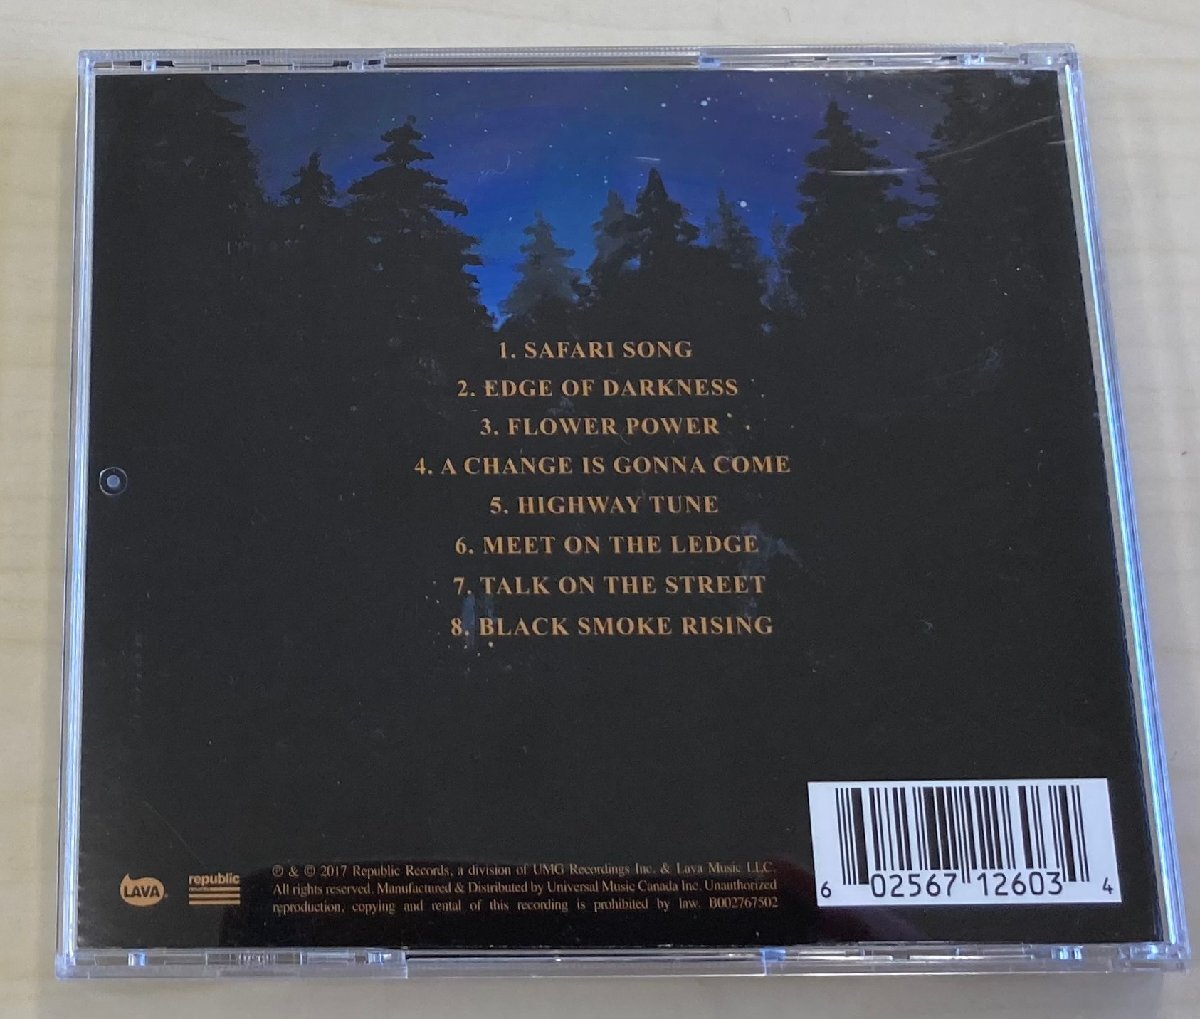 1. SAFARI SONG
2. EDGE OF DARKNESS
3. FLOWER POWER
4. A CHANGE IS GONNA COME
5. HIGHWAY TUNE
6. MEET ON THE LEDGE
7. TALK ON THE STREET
8. BLACK SMOKE RISING
LAVA
republic
℗ & © 2017 Republic Records, a division of UMG Recordings Inc. & Lava Music LLC.
All rights reserved. Manufactured & Distributed by Universal Music Canada Inc. Unauthorized
reproduction, copying and rental of this recording is prohibited by law. B002767502
6 02567 12603 4